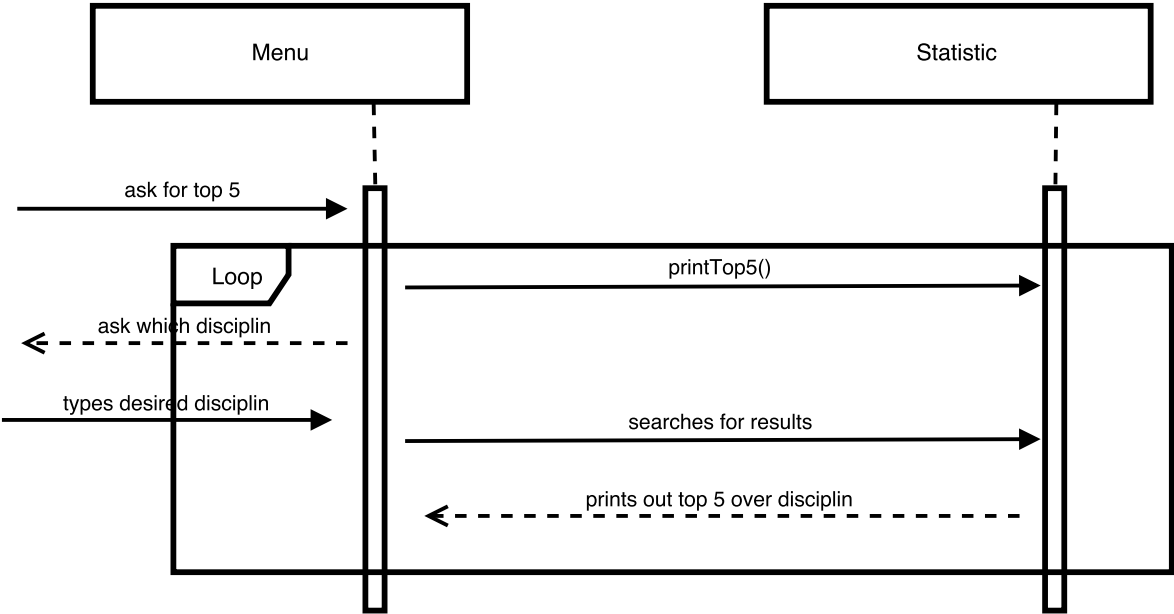 Menu
Statistic
ask for top 5
Loop
printTop5()
ask which disciplin
types desired disciplin
searches for results
prints out top 5 over disciplin